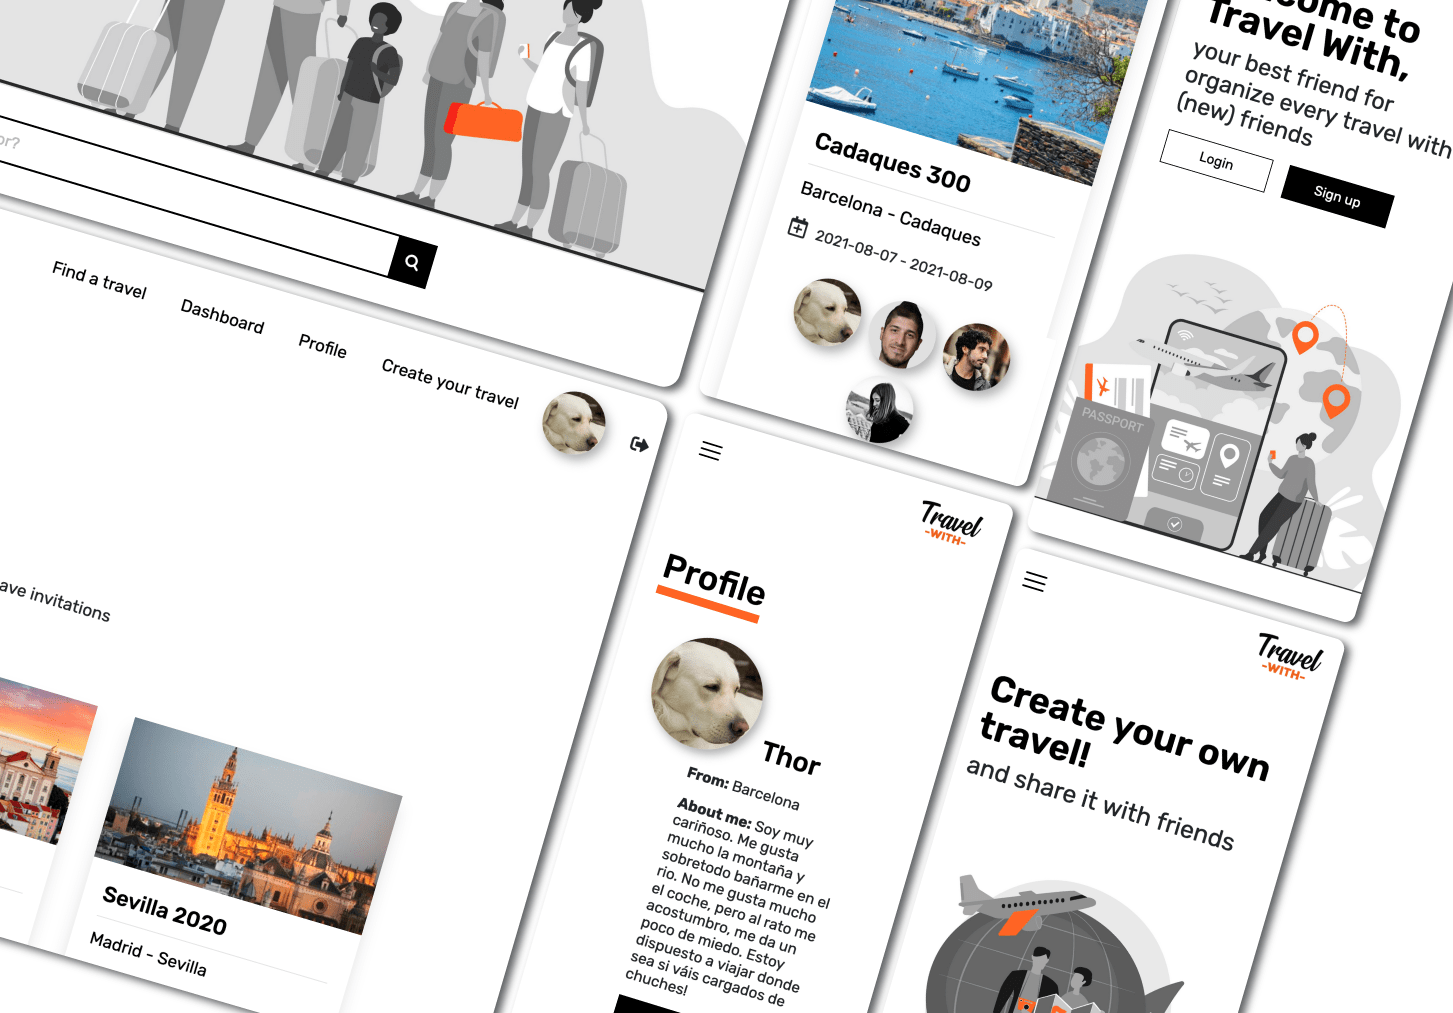 or?
Find a travel
Dashboard
Profile
Create your travel
ave invitations
Sevilla 2020
Madrid - Sevilla
Cadaques 300
Barcelona - Cadaques
2021-08-07 - 2021-08-09
come to
Travel With,
your best friend for
organize every travel with
(new) friends
Login
Sign up
PASSPORT
Travel
-WITH-
Profile
Thor
From: Barcelona
About me: Soy muy
cariñoso. Me gusta
mucho la montaña y
sobretodo bañarme en el
rio. No me gusta mucho
el coche, pero al rato me
acostumbro, me da un
poco de miedo. Estoy
dispuesto a viajar donde
sea si váis cargados de
chuches!
Travel
-WITH-
Create your own
travel!
and share it with friends